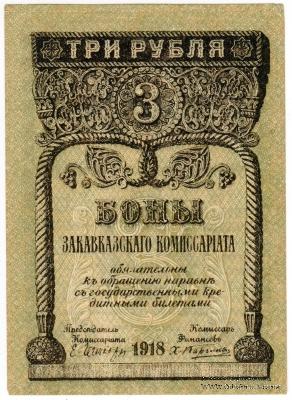 ТРИ РУБЛЯ
3
БОНЫ
ЗАКАВКАЗСКАГО КОМИССАРІАТА
обязательны
къ обращенію наравнѣ
съ государственными кре
дитными билетами
Предсѣдатель Комиссаръ
Комиссаріата Финансовъ
1918